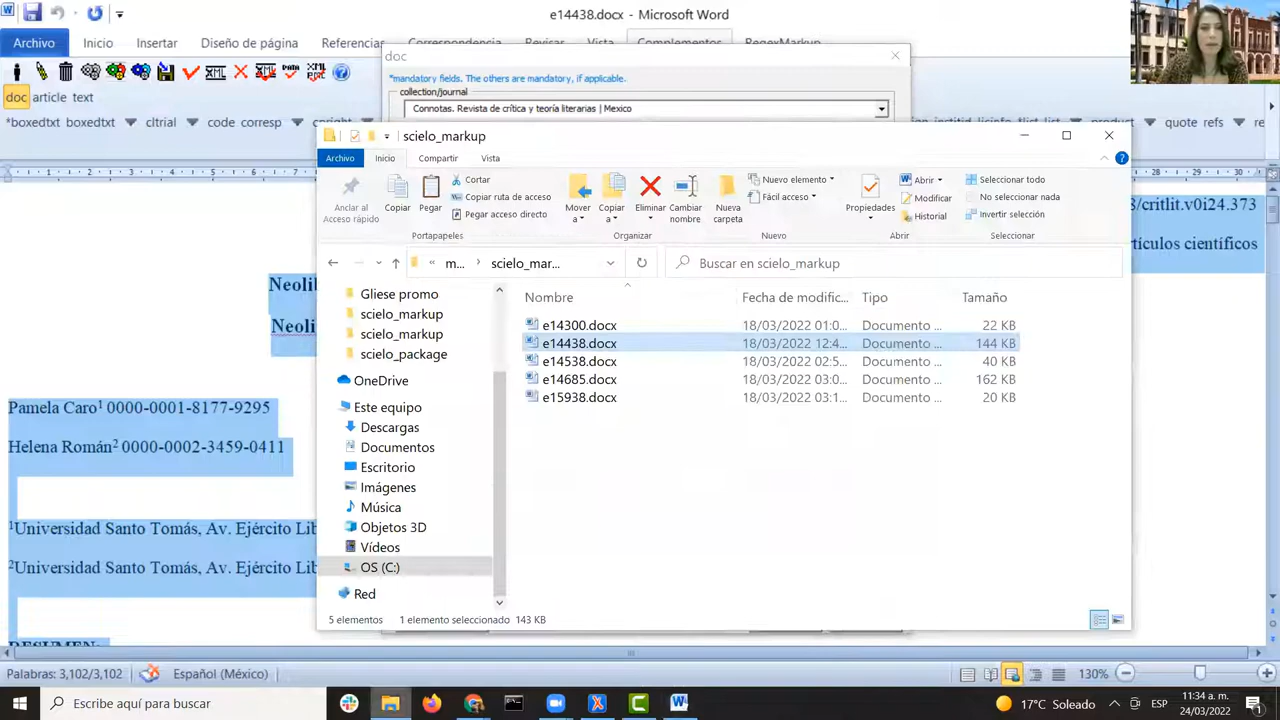 e14438.docx - Microsoft Word
Archivo Inicio Insertar Diseño de página Referencias Correspondencia Revisar Vista Complementos RegexMarkup
doc
*mandatory fields. The others are mandatory, if applicable.
collection/journal
Connotas. Revista de crítica y teoría literarias | Mexico
doc article text
*boxedtxt boxedtxt cltrial code corresp
product quote refs
scielo_markup
Archivo Inicio Compartir Vista
Anclar al Acceso rápido
Copiar
Pegar
Cortar
Copiar ruta de acceso
Pegar acceso directo
Portapapeles
Mover a
Copiar a
Eliminar
Cambiar nombre
Organizar
Nueva carpeta
Nuevo elemento
Fácil acceso
Nuevo
Propiedades
Abrir
Modificar
Historial
Abrir
Seleccionar todo
No seleccionar nada
Invertir selección
Seleccionar
m... scielo_mar...
Buscar en scielo_markup
Gliese promo
scielo_markup
scielo_markup
scielo_package
OneDrive
Este equipo
Descargas
Documentos
Escritorio
Imágenes
Música
Objetos 3D
Vídeos
OS (C:)
Red
Nombre Fecha de modific... Tipo Tamaño
e14300.docx 18/03/2022 01:0... Documento ... 22 KB
e14438.docx 18/03/2022 12:4... Documento ... 144 KB
e14538.docx 18/03/2022 02:5... Documento ... 40 KB
e14685.docx 18/03/2022 03:0... Documento ... 162 KB
e15938.docx 18/03/2022 03:1... Documento ... 20 KB
5 elementos 1 elemento seleccionado 143 KB
8/critlit.v0i24.373
rtículos científicos
Neolib
Neolib
Pamela Caro¹ 0000-0001-8177-9295
Helena Román² 0000-0002-3459-0411
¹Universidad Santo Tomás, Av. Ejército Lib
²Universidad Santo Tomás, Av. Ejército Lib
RESUMEN:
Palabras: 3,102/3,102 Español (México) 130%
Escribe aquí para buscar
17°C Soleado ESP 11:34 a. m.
24/03/2022